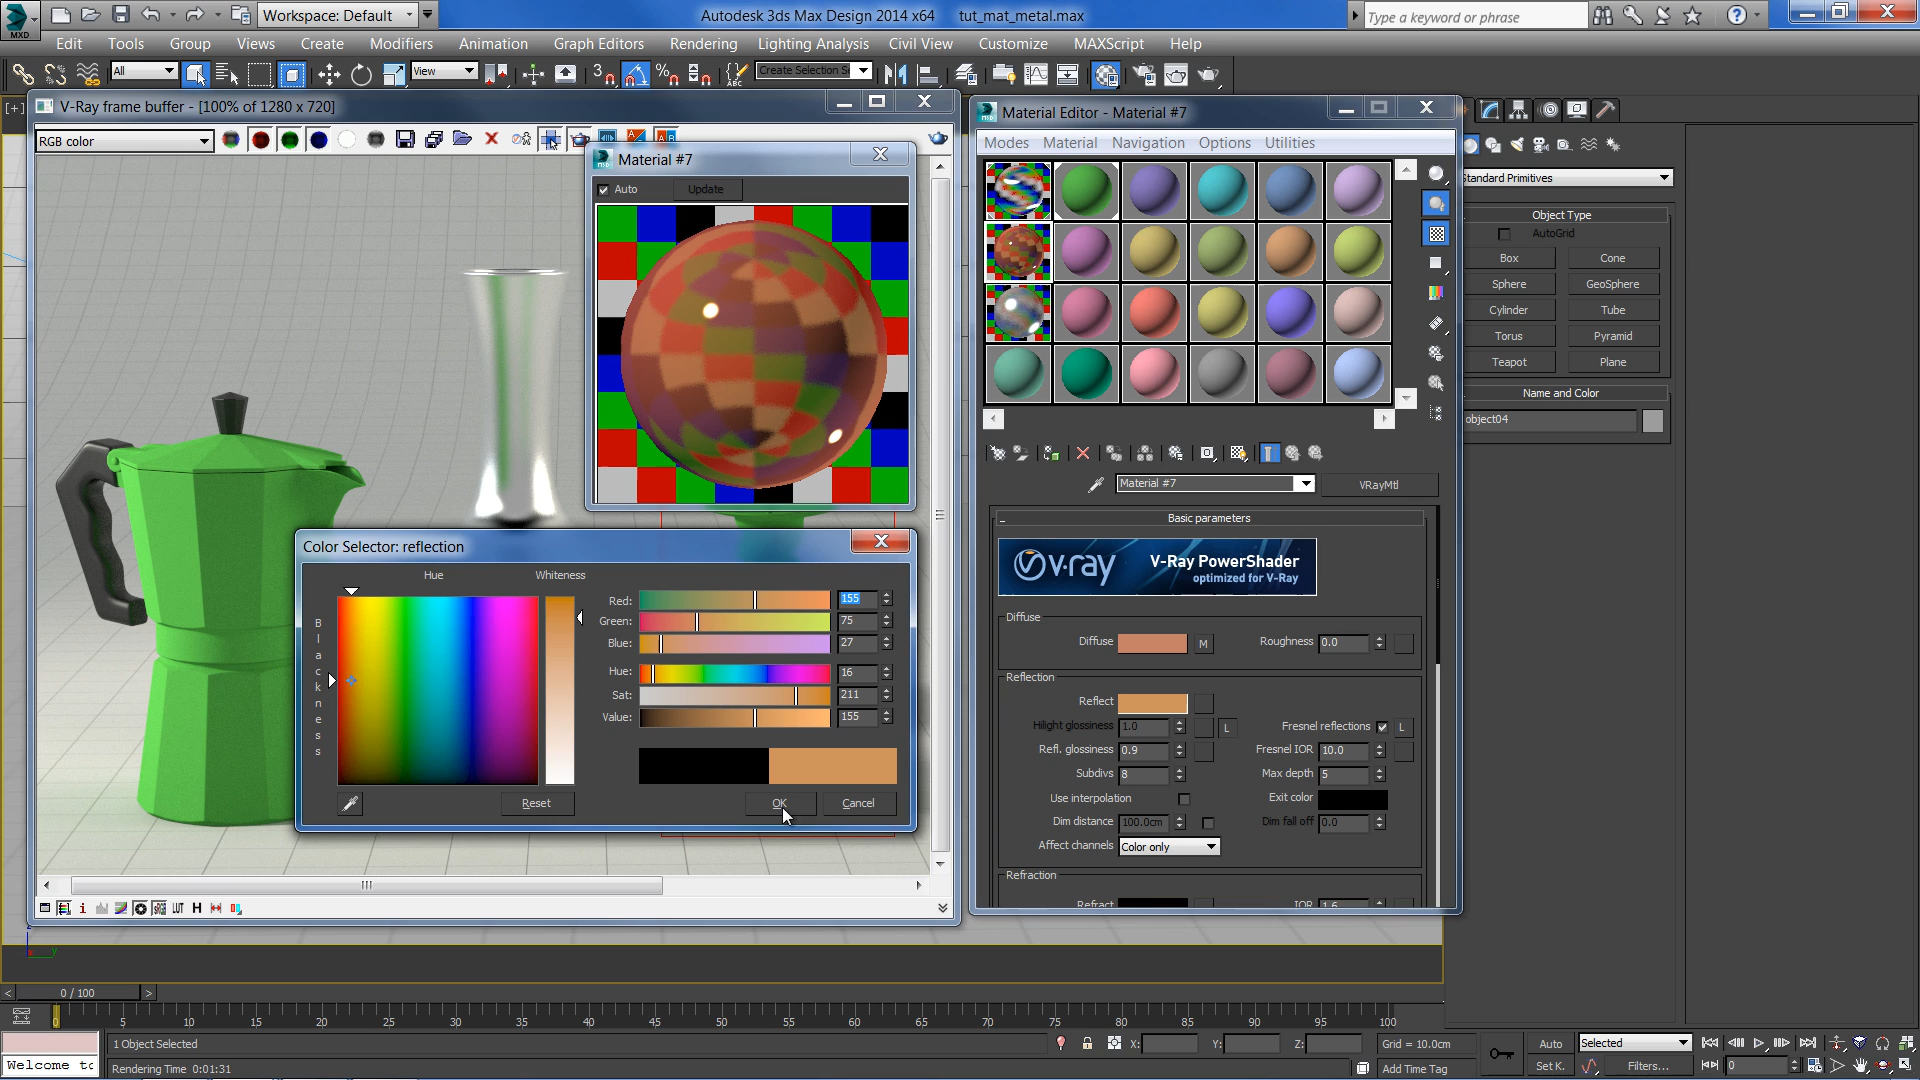 MXD
Workspace: Default
Autodesk 3ds Max Design 2014 x64 tut_mat_metal.max
Type a keyword or phrase
Edit Tools Group Views Create Modifiers Animation Graph Editors Rendering Lighting Analysis Civil View Customize MAXScript Help
All
View
Create Selection S
[+]
V-Ray frame buffer - [100% of 1280 x 720]
RGB color
Material #7
Auto
Update
Material Editor - Material #7
Modes Material Navigation Options Utilities
Standard Primitives
Object Type
AutoGrid
Box Cone
Sphere GeoSphere
Cylinder Tube
Torus Pyramid
Teapot Plane
Name and Color
object04
Material #7
VRayMtl
Basic parameters
v·ray
V-Ray PowerShader
optimized for V-Ray
Diffuse
Diffuse M Roughness 0.0
Reflection
Reflect
Hilight glossiness 1.0 L Fresnel reflections L
Refl. glossiness 0.9 Fresnel IOR 10.0
Subdivs 8 Max depth 5
Use interpolation Exit color
Dim distance 100.0cm Dim fall off 0.0
Affect channels Color only
Refraction
Refract IOR 1.6
Color Selector: reflection
Hue Whiteness
Blackness
Red: 155
Green: 75
Blue: 27
Hue: 16
Sat: 211
Value: 155
Reset OK Cancel
LUT H
0 / 100
0 5 10 15 20 25 30 35 40 45 50 55 60 65 70 75 80 85 90 95 100
1 Object Selected
X: Y: Z: Grid = 10.0cm
Auto Selected
Welcome to
Rendering Time 0:01:31
Add Time Tag
Set K. Filters...
0